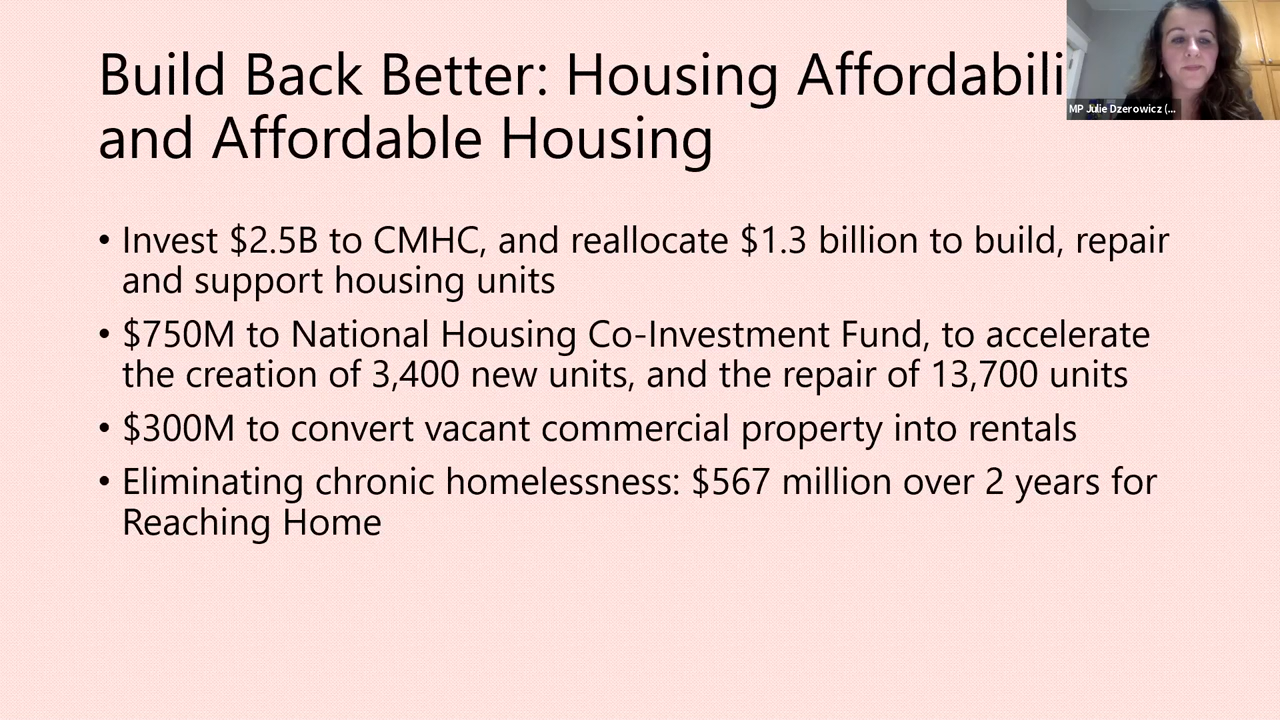 Build Back Better: Housing Affordabili
and Affordable Housing
MP Julie Dzerowicz (...
• Invest $2.5B to CMHC, and reallocate $1.3 billion to build, repair
and support housing units
• $750M to National Housing Co-Investment Fund, to accelerate
the creation of 3,400 new units, and the repair of 13,700 units
• $300M to convert vacant commercial property into rentals
• Eliminating chronic homelessness: $567 million over 2 years for
Reaching Home